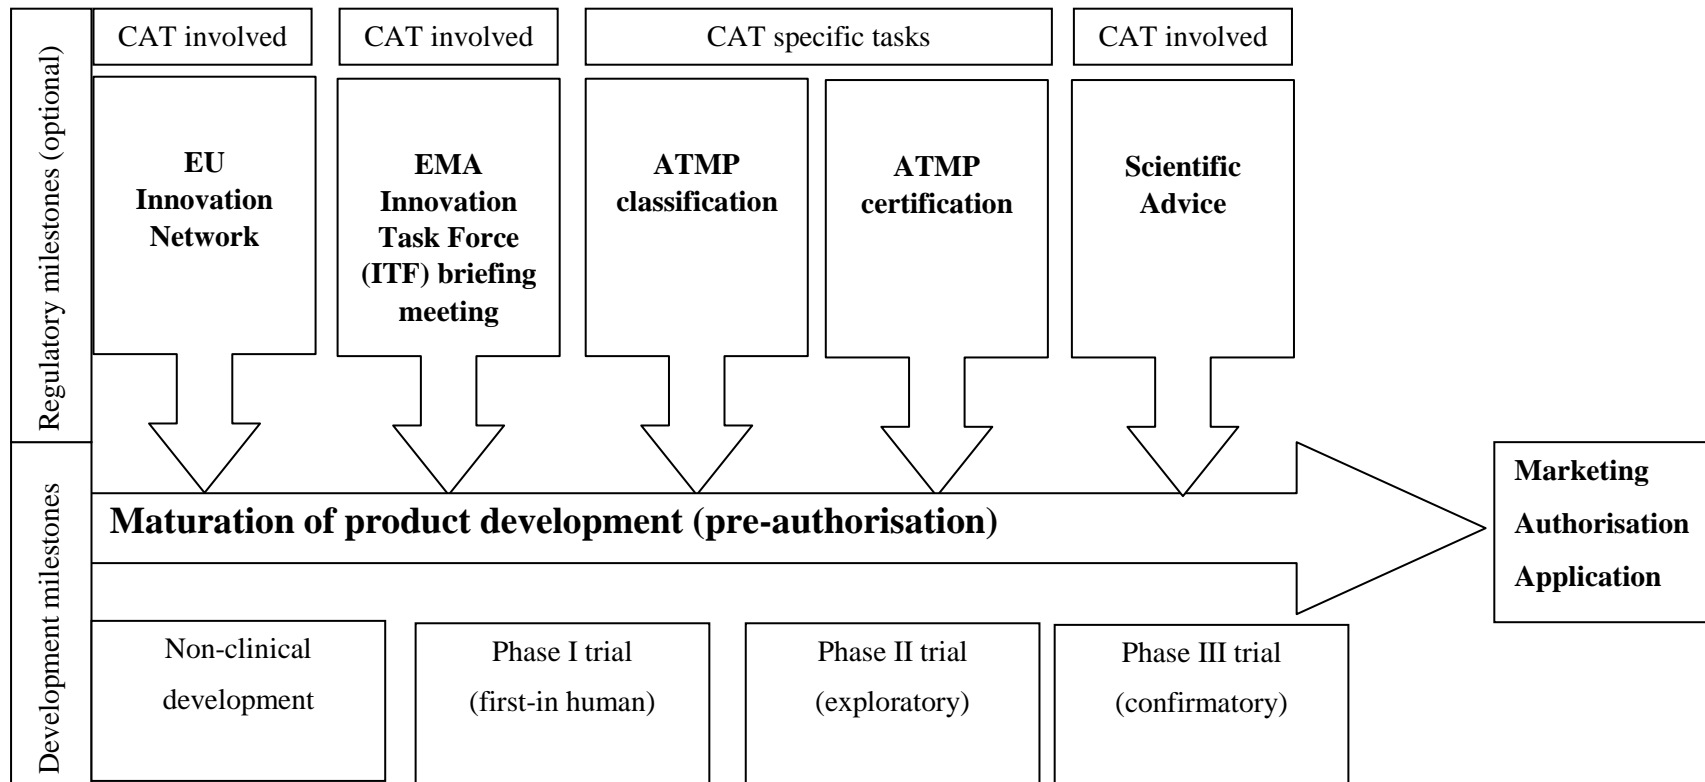 Regulatory milestones (optional)
CAT involved
CAT involved
CAT specific tasks
CAT involved
EU
Innovation
Network
EMA
Innovation
Task Force
(ITF) briefing
meeting
ATMP
classification
ATMP
certification
Scientific
Advice
Development milestones
Maturation of product development (pre-authorisation)
Marketing
Authorisation
Application
Non-clinical
development
Phase I trial
(first-in human)
Phase II trial
(exploratory)
Phase III trial
(confirmatory)